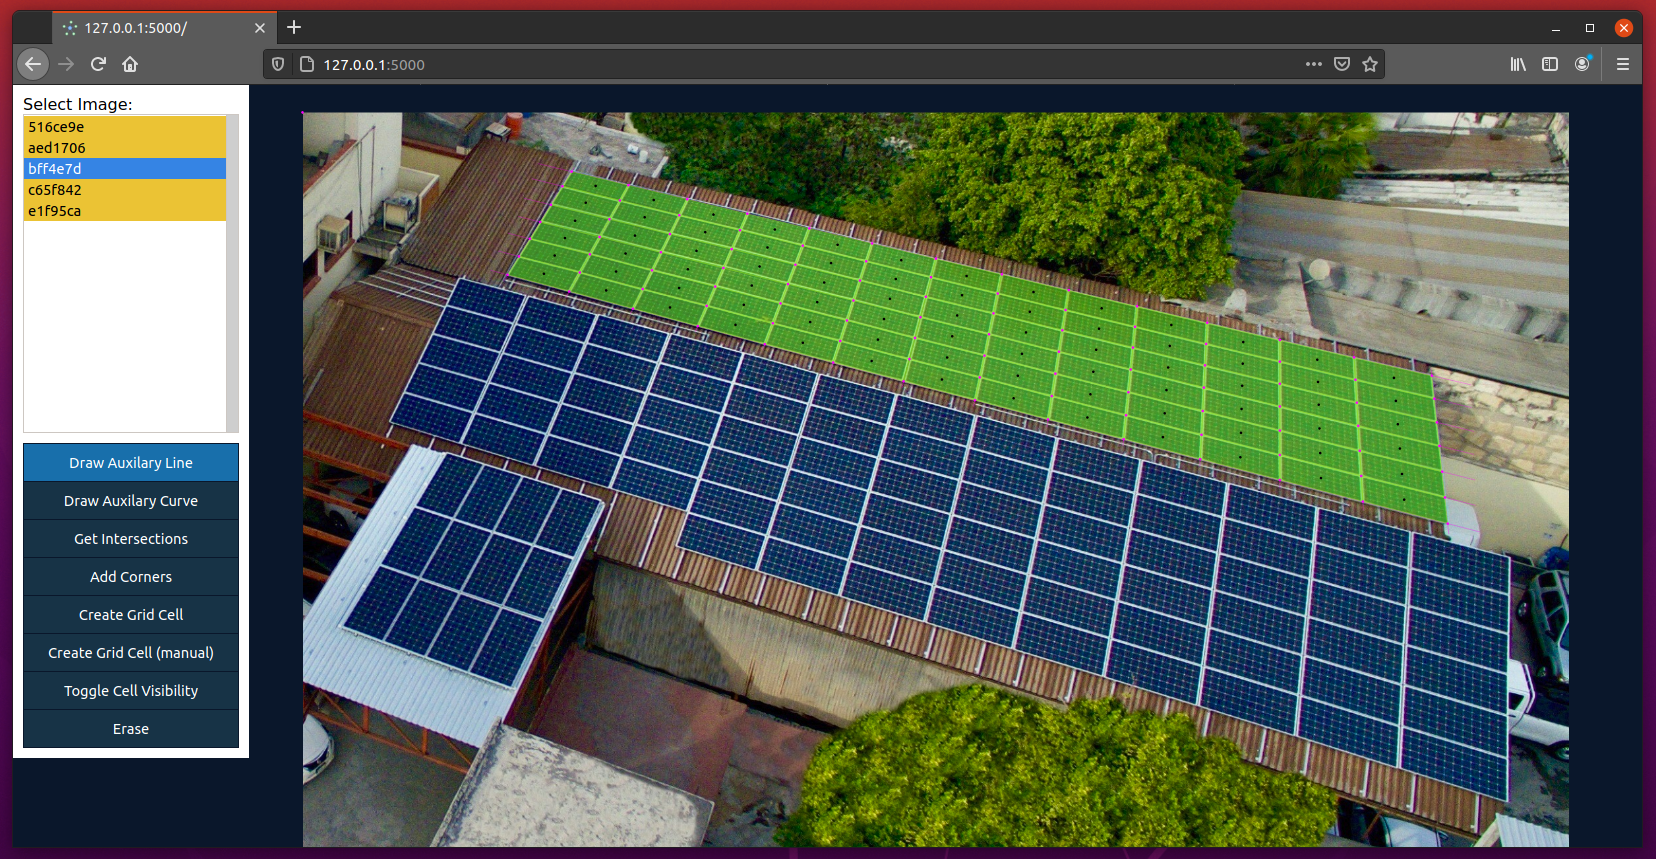 127.0.0.1:5000/
127.0.0.1:5000
Select Image:
516ce9e
aed1706
bff4e7d
c65f842
e1f95ca
Draw Auxilary Line
Draw Auxilary Curve
Get Intersections
Add Corners
Create Grid Cell
Create Grid Cell (manual)
Toggle Cell Visibility
Erase